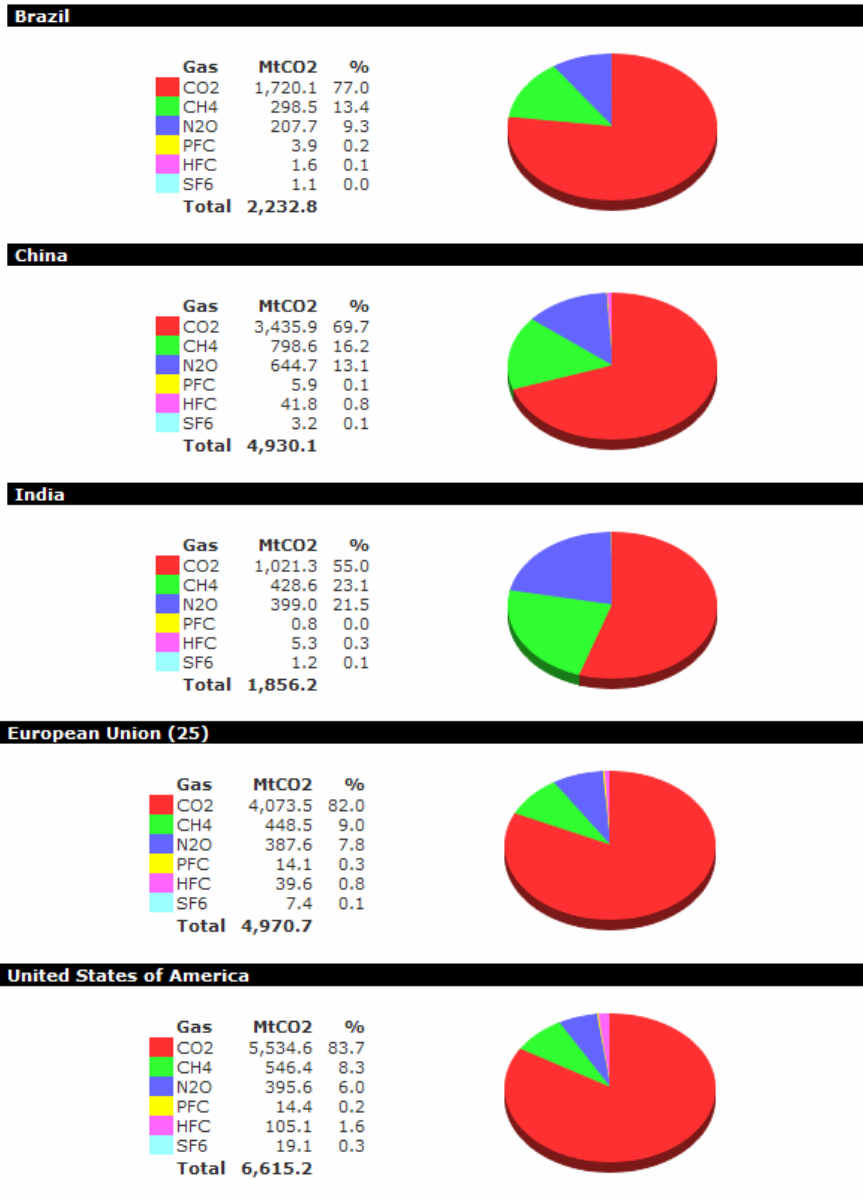 Brazil
Gas MtCO2 %
CO2 1,720.1 77.0
CH4 298.5 13.4
N2O 207.7 9.3
PFC 3.9 0.2
HFC 1.6 0.1
SF6 1.1 0.0
Total 2,232.8
China
Gas MtCO2 %
CO2 3,435.9 69.7
CH4 798.6 16.2
N2O 644.7 13.1
PFC 5.9 0.1
HFC 41.8 0.8
SF6 3.2 0.1
Total 4,930.1
India
Gas MtCO2 %
CO2 1,021.3 55.0
CH4 428.6 23.1
N2O 399.0 21.5
PFC 0.8 0.0
HFC 5.3 0.3
SF6 1.2 0.1
Total 1,856.2
European Union (25)
Gas MtCO2 %
CO2 4,073.5 82.0
CH4 448.5 9.0
N2O 387.6 7.8
PFC 14.1 0.3
HFC 39.6 0.8
SF6 7.4 0.1
Total 4,970.7
United States of America
Gas MtCO2 %
CO2 5,534.6 83.7
CH4 546.4 8.3
N2O 395.6 6.0
PFC 14.4 0.2
HFC 105.1 1.6
SF6 19.1 0.3
Total 6,615.2